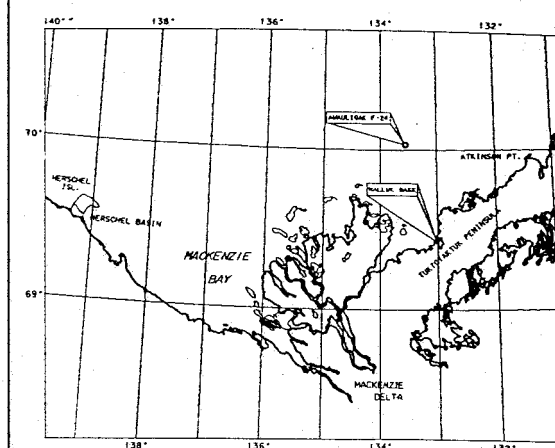 140°
138°
136°
134°
132°
AMAULIGAK F-24
70°
ATKINSON PT.
HERSCHEL
ISL.
HERSCHEL BASIN
TUKTOYAKTUK PENINSULA
MACKENZIE
BAY
69°
MACKENZIE
DELTA
138°
136°
134°
132°